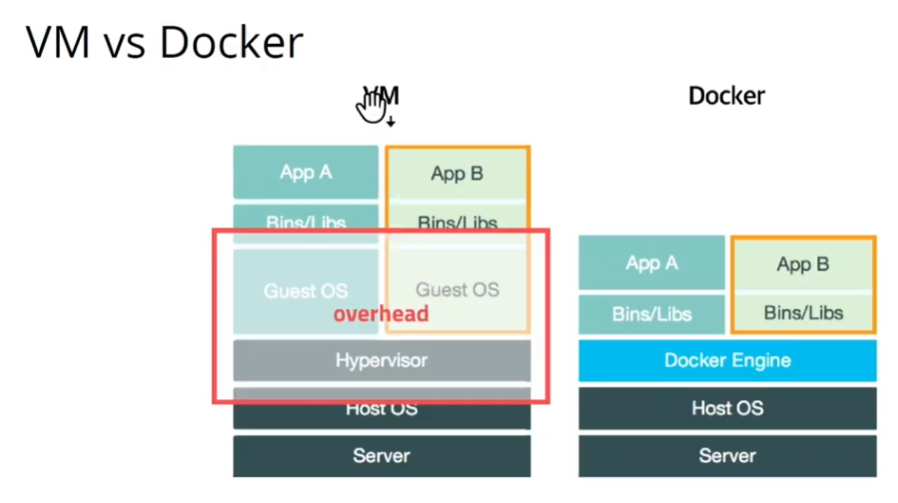 VM vs Docker
VM
Docker
App A
App B
Bins/Libs
Bins/Libs
Guest OS
Guest OS
overhead
Hypervisor
Host OS
Server
App A
App B
Bins/Libs
Bins/Libs
Docker Engine
Host OS
Server